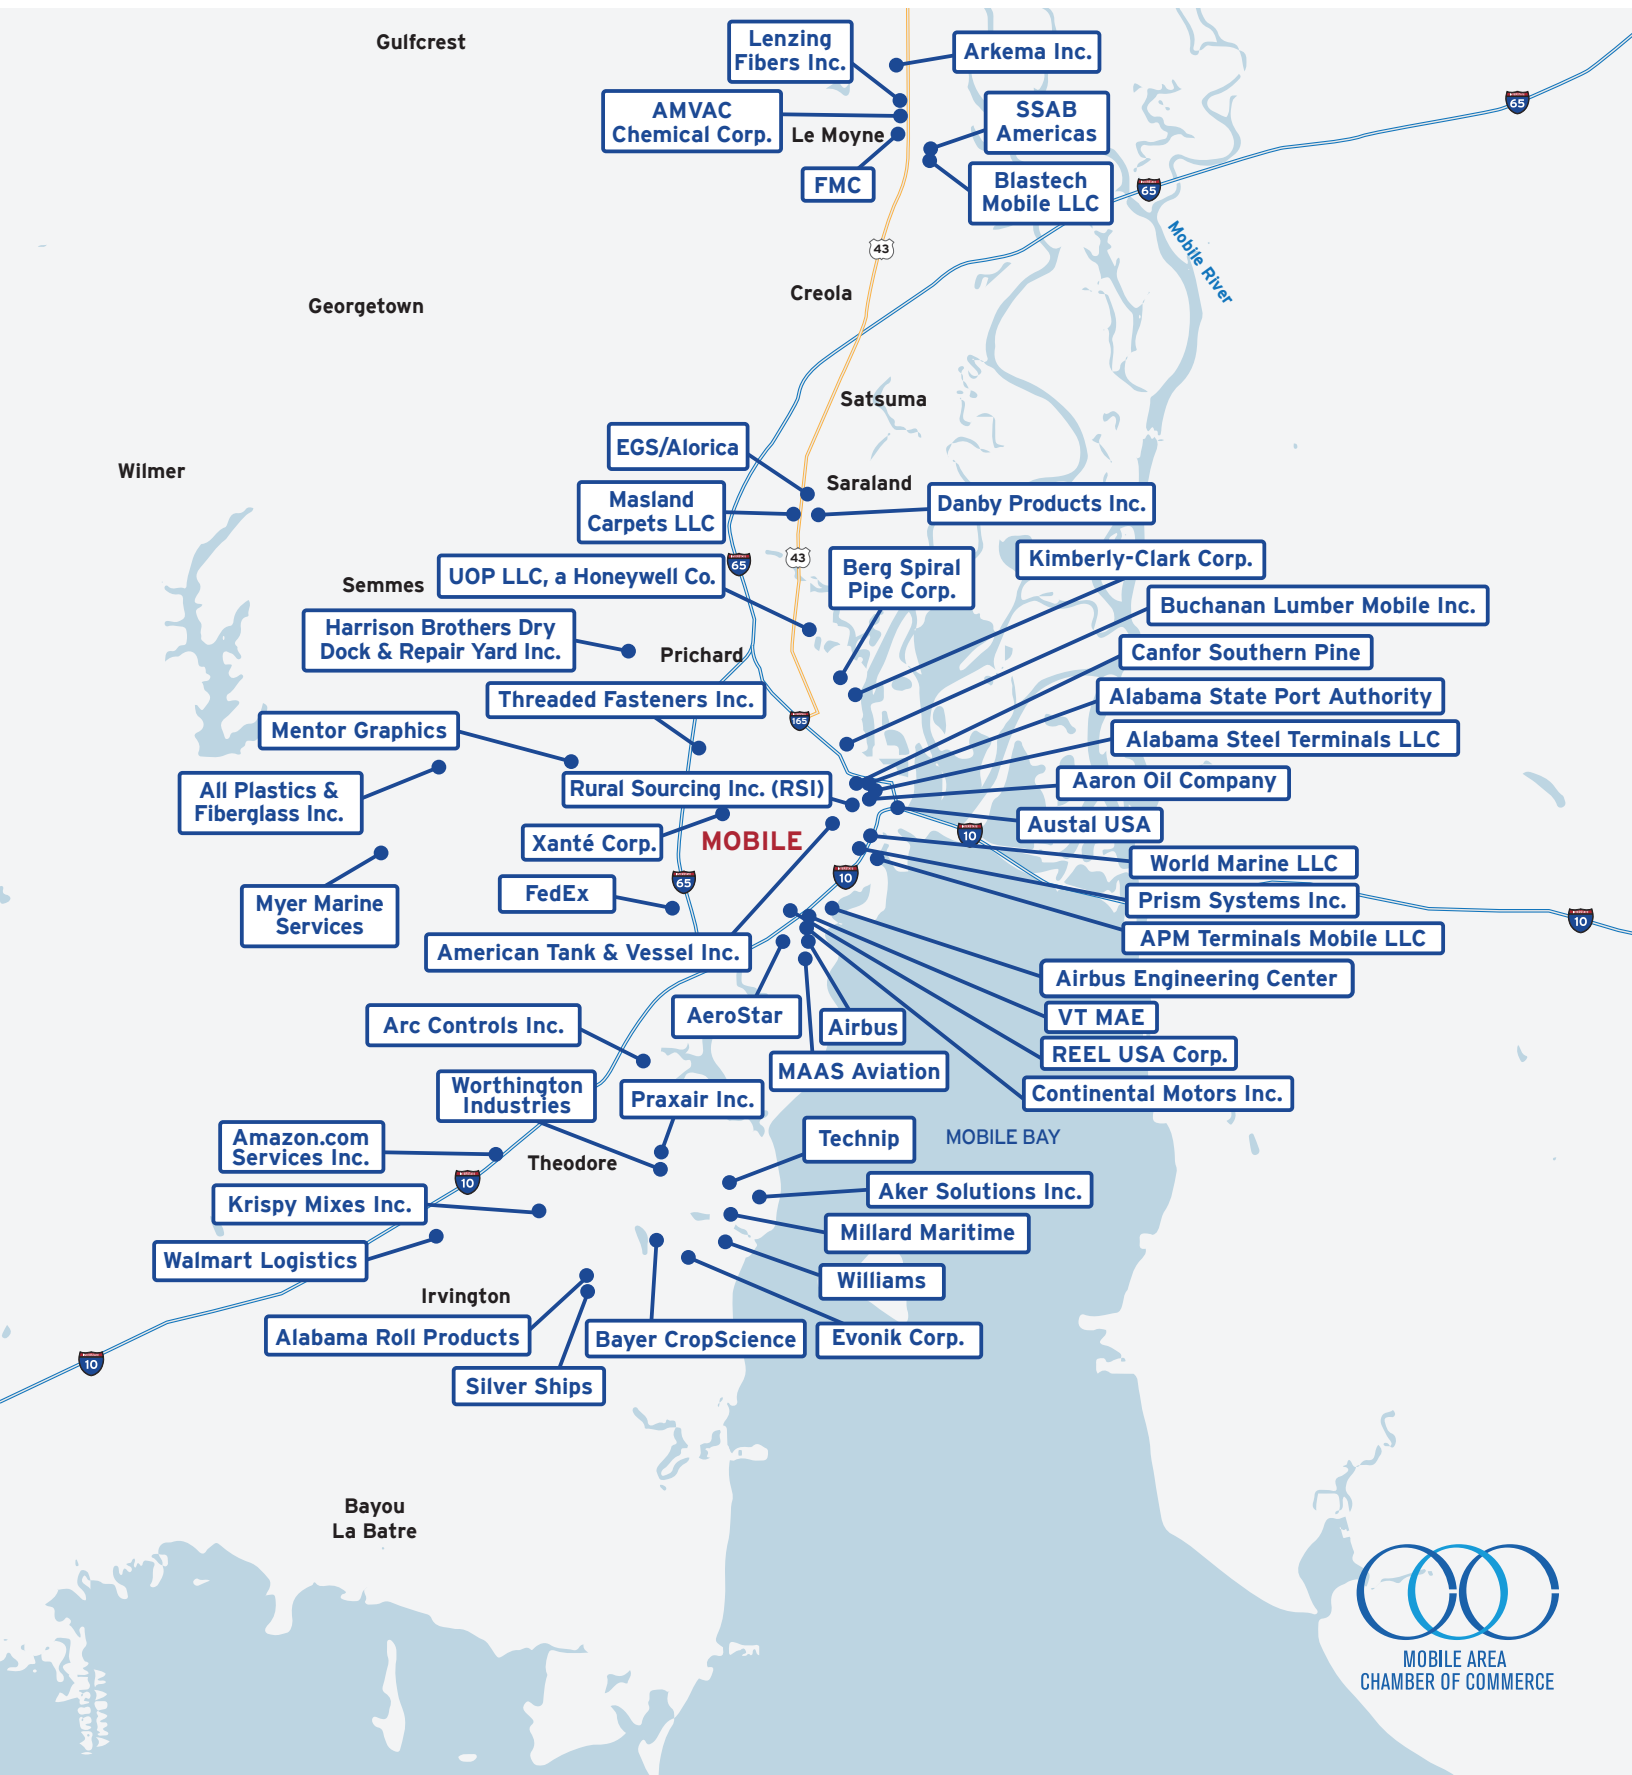 Gulfcrest
Lenzing
Fibers Inc.
Arkema Inc.
65
AMVAC
Chemical Corp.
Le Moyne
SSAB
Americas
FMC
Blastech
Mobile LLC
65
Mobile River
43
Creola
Georgetown
Satsuma
EGS/Alorica
Wilmer
Saraland
Masland
Carpets LLC
Danby Products Inc.
43
65
Kimberly-Clark Corp.
UOP LLC, a Honeywell Co.
Berg Spiral
Pipe Corp.
Semmes
Buchanan Lumber Mobile Inc.
Harrison Brothers Dry
Dock & Repair Yard Inc.
Prichard
Canfor Southern Pine
Threaded Fasteners Inc.
Alabama State Port Authority
165
Mentor Graphics
Alabama Steel Terminals LLC
All Plastics &
Fiberglass Inc.
Rural Sourcing Inc. (RSI)
Aaron Oil Company
Xanté Corp.
MOBILE
Austal USA
10
World Marine LLC
65
10
FedEx
Prism Systems Inc.
Myer Marine
Services
10
American Tank & Vessel Inc.
APM Terminals Mobile LLC
Airbus Engineering Center
AeroStar
Airbus
VT MAE
Arc Controls Inc.
REEL USA Corp.
MAAS Aviation
Worthington
Industries
Praxair Inc.
Continental Motors Inc.
Amazon.com
Services Inc.
Technip
MOBILE BAY
Theodore
10
Aker Solutions Inc.
Krispy Mixes Inc.
Millard Maritime
Walmart Logistics
Williams
Irvington
Alabama Roll Products
Bayer CropScience
Evonik Corp.
10
Silver Ships
Bayou
La Batre
MOBILE AREA
CHAMBER OF COMMERCE
ALABAMA